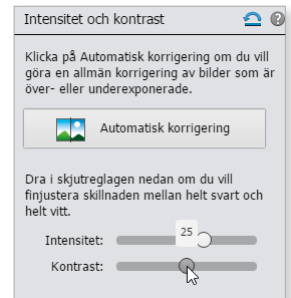 Intensitet och kontrast
Klicka på Automatisk korrigering om du vill
göra en allmän korrigering av bilder som är
över- eller underexponerade.
Automatisk korrigering
Dra i skjutreglagen nedan om du vill
finjustera skillnaden mellan helt svart och
helt vitt.
25
Intensitet:
Kontrast: